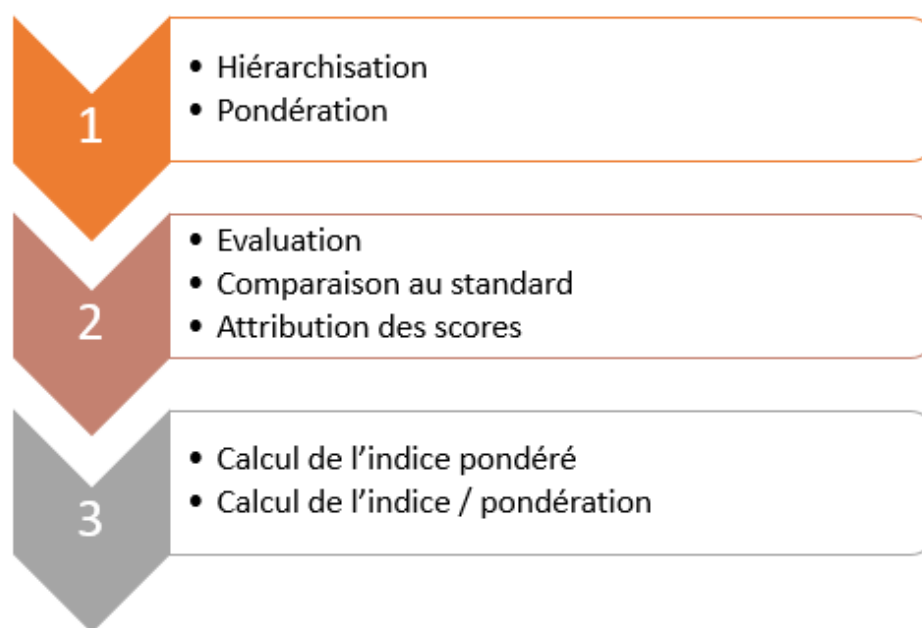 1
• Hiérarchisation
• Pondération
2
• Evaluation
• Comparaison au standard
• Attribution des scores
3
• Calcul de l’indice pondéré
• Calcul de l’indice / pondération